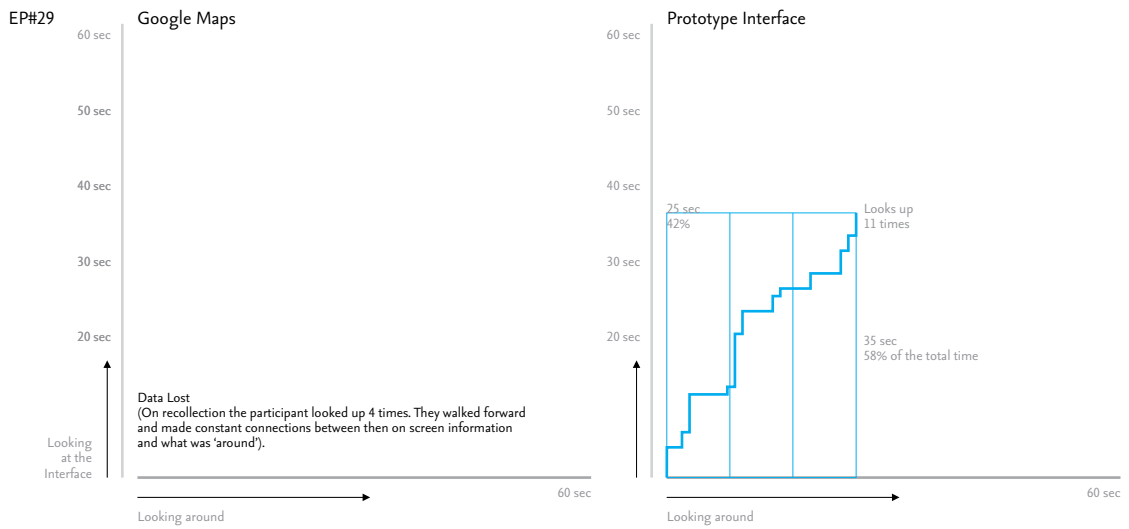 EP#29
Google Maps
60 sec
50 sec
40 sec
30 sec
20 sec
Looking
at the
Interface
Data Lost
(On recollection the participant looked up 4 times. They walked forward
and made constant connections between then on screen information
and what was ‘around’).
60 sec
Looking around
Prototype Interface
60 sec
50 sec
40 sec
30 sec
20 sec
25 sec
42%
Looks up
11 times
35 sec
58% of the total time
60 sec
Looking around